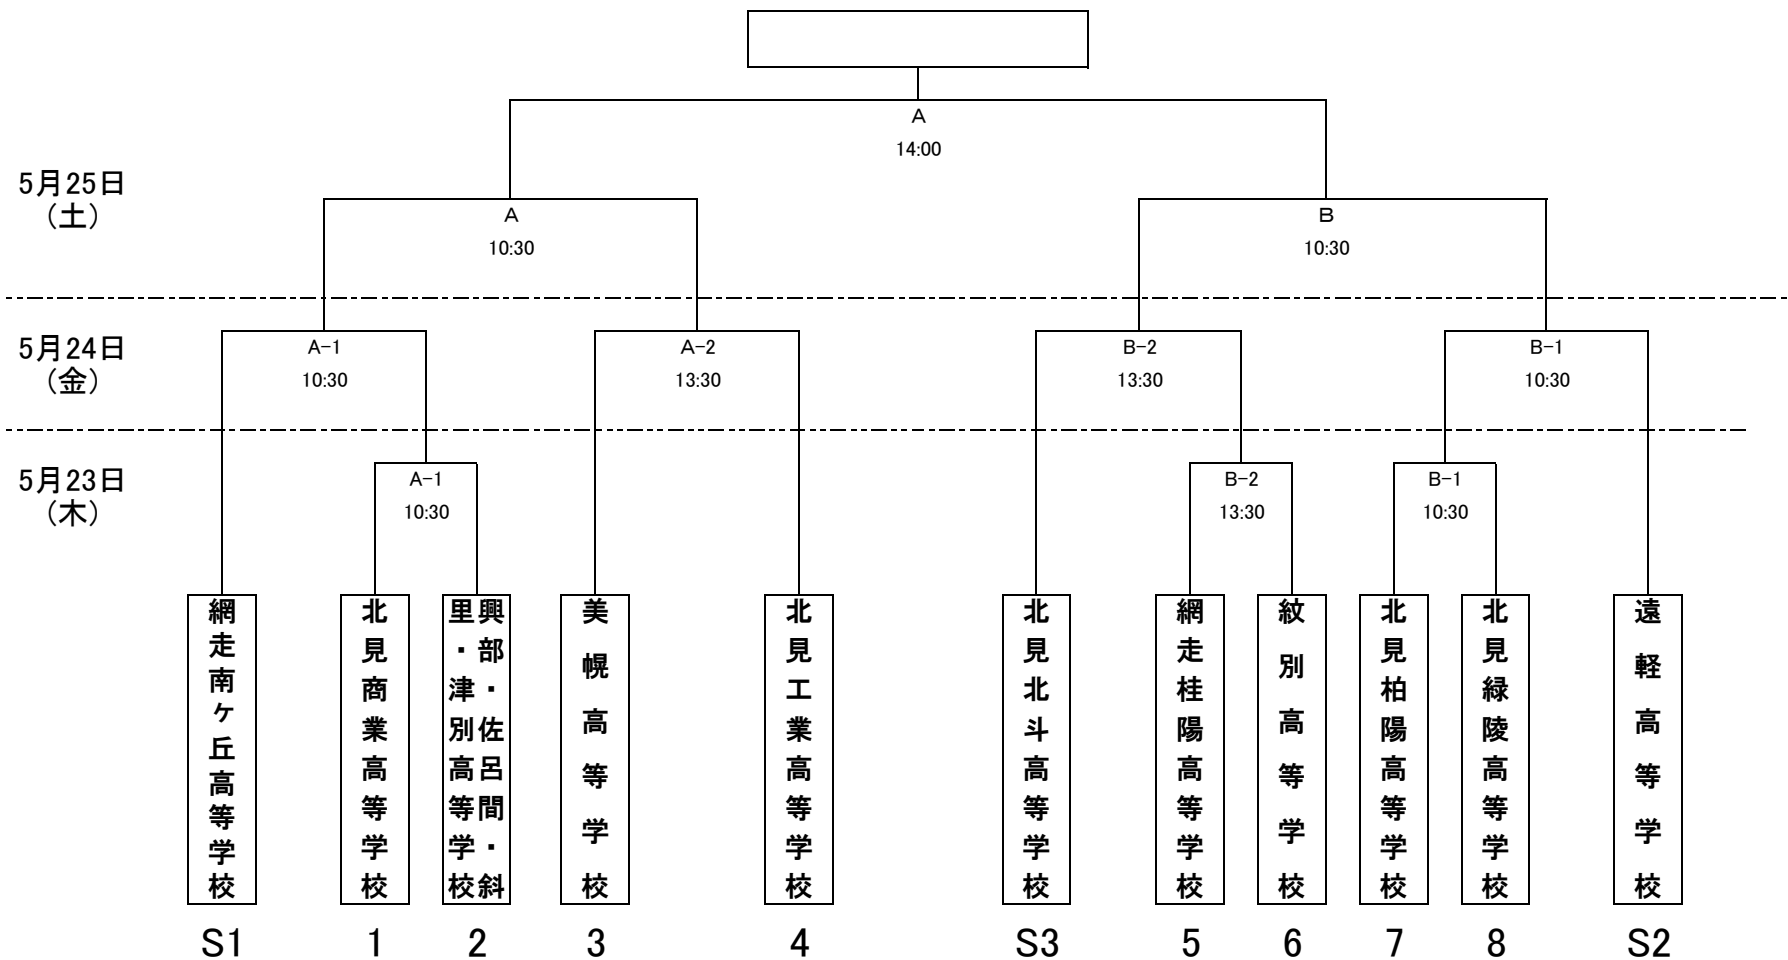 A
14:00
5月25日
（土）
A
10:30
B
10:30
5月24日
（金）
A-1
10:30
A-2
13:30
B-2
13:30
B-1
10:30
5月23日
（木）
A-1
10:30
B-2
13:30
B-1
10:30
網走南ヶ丘高等学校
北見商業高等学校
興部・佐呂間・斜
里・津別高等学校
美幌高等学校
北見工業高等学校
北見北斗高等学校
網走桂陽高等学校
紋別高等学校
北見柏陽高等学校
北見緑陵高等学校
遠軽高等学校
S1
1
2
3
4
S3
5
6
7
8
S2